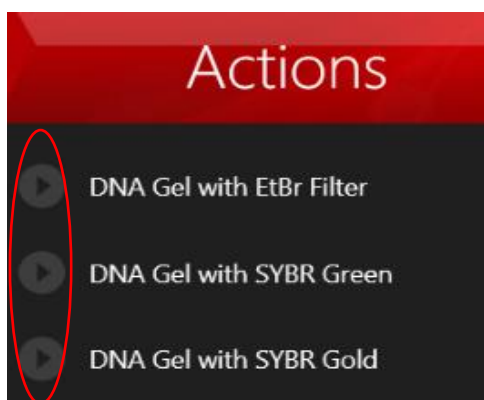 Actions
DNA Gel with EtBr Filter
DNA Gel with SYBR Green
DNA Gel with SYBR Gold